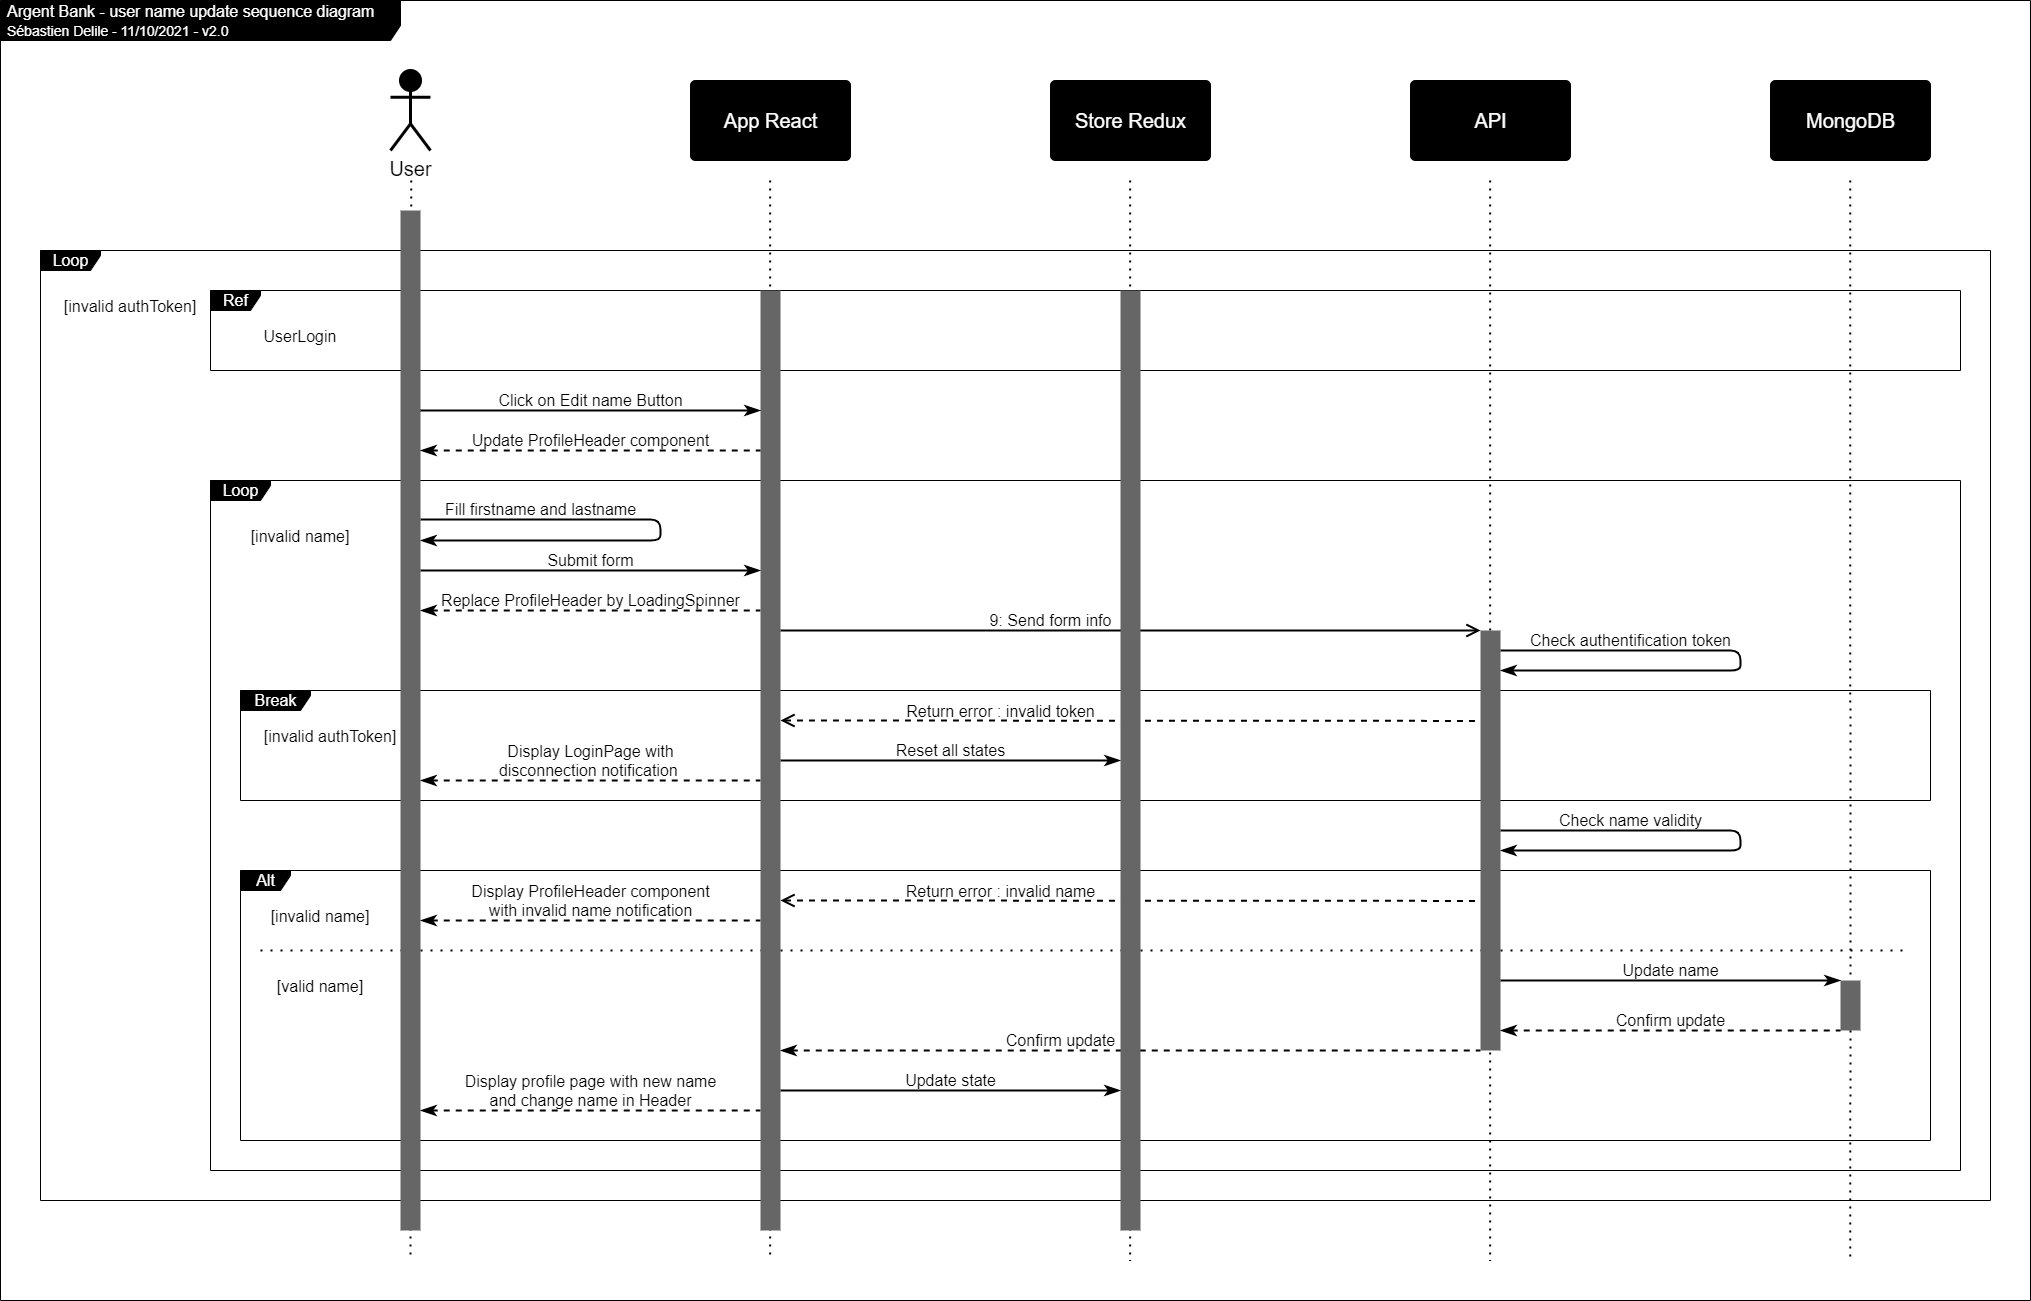 Argent Bank - user name update sequence diagram
Sébastien Delile - 11/10/2021 - v2.0
User
App React
Store Redux
API
MongoDB
Loop
[invalid authToken]
Ref
UserLogin
Click on Edit name Button
Update ProfileHeader component
Loop
[invalid name]
Fill firstname and lastname
Submit form
Replace ProfileHeader by LoadingSpinner
9: Send form info
Check authentification token
Break
[invalid authToken]
Return error : invalid token
Reset all states
Display LoginPage with
disconnection notification
Check name validity
Alt
[invalid name]
Return error : invalid name
Display ProfileHeader component
with invalid name notification
[valid name]
Update name
Confirm update
Confirm update
Update state
Display profile page with new name
and change name in Header